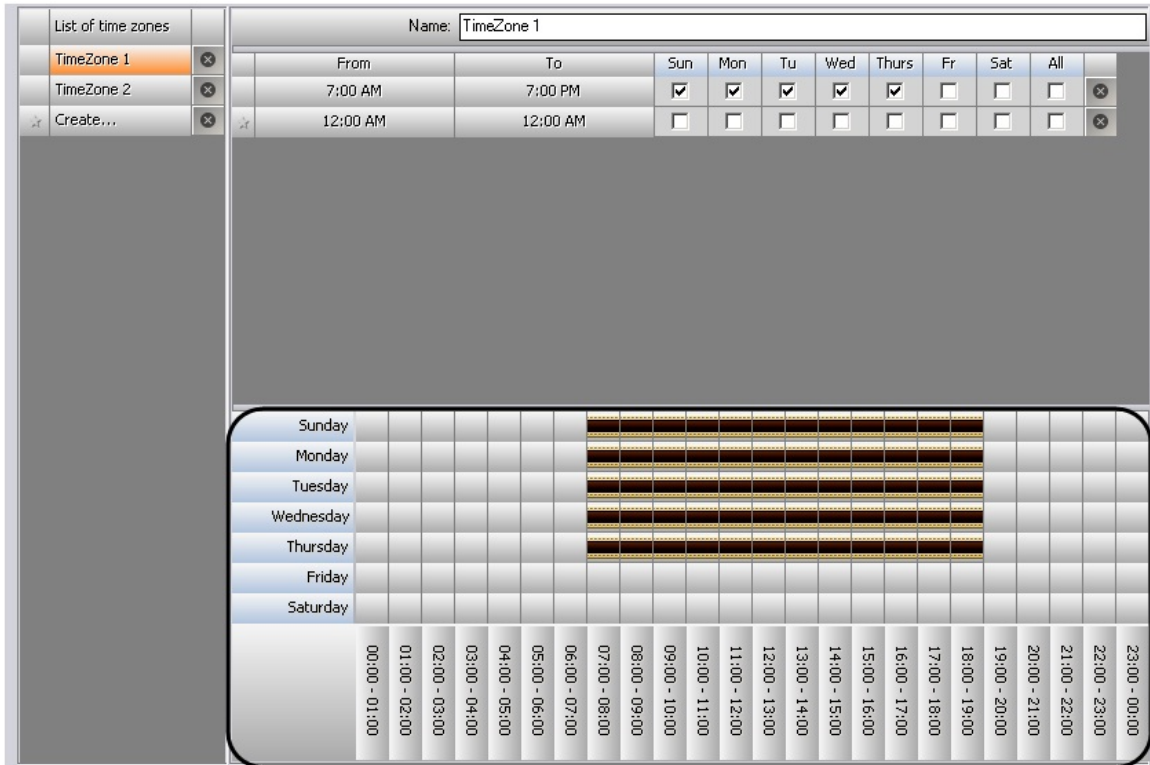 List of time zones
TimeZone 1
TimeZone 2
Create...
Name: TimeZone 1
From To Sun Mon Tu Wed Thurs Fr Sat All
7:00 AM 7:00 PM
12:00 AM 12:00 AM
Sunday
Monday
Tuesday
Wednesday
Thursday
Friday
Saturday
00:00 - 01:00
01:00 - 02:00
02:00 - 03:00
03:00 - 04:00
04:00 - 05:00
05:00 - 06:00
06:00 - 07:00
07:00 - 08:00
08:00 - 09:00
09:00 - 10:00
10:00 - 11:00
11:00 - 12:00
12:00 - 13:00
13:00 - 14:00
14:00 - 15:00
15:00 - 16:00
16:00 - 17:00
17:00 - 18:00
18:00 - 19:00
19:00 - 20:00
20:00 - 21:00
21:00 - 22:00
22:00 - 23:00
23:00 - 00:00